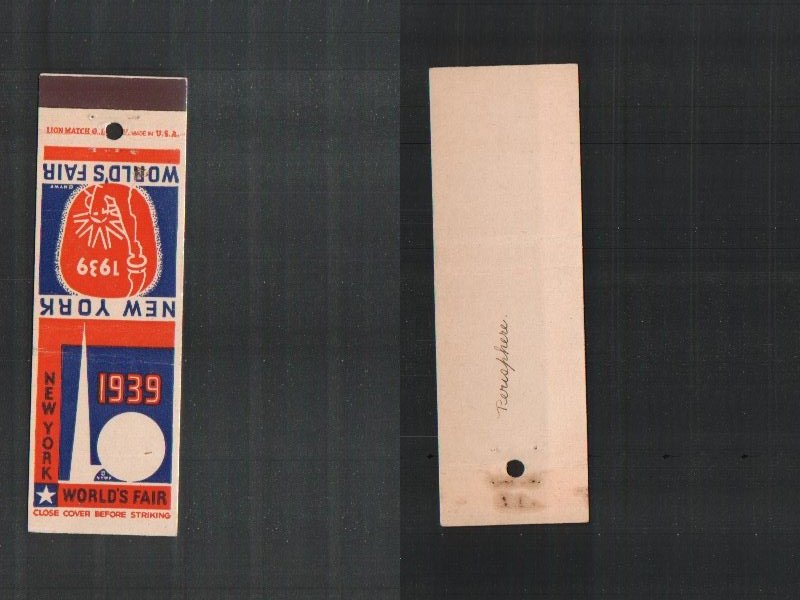 LION MATCH MADE IN U.S.A.
WORLD'S FAIR
NYWF
1939
NEW YORK
1939
NEW YORK
WORLD'S FAIR
CLOSE COVER BEFORE STRIKING
Perisphere.